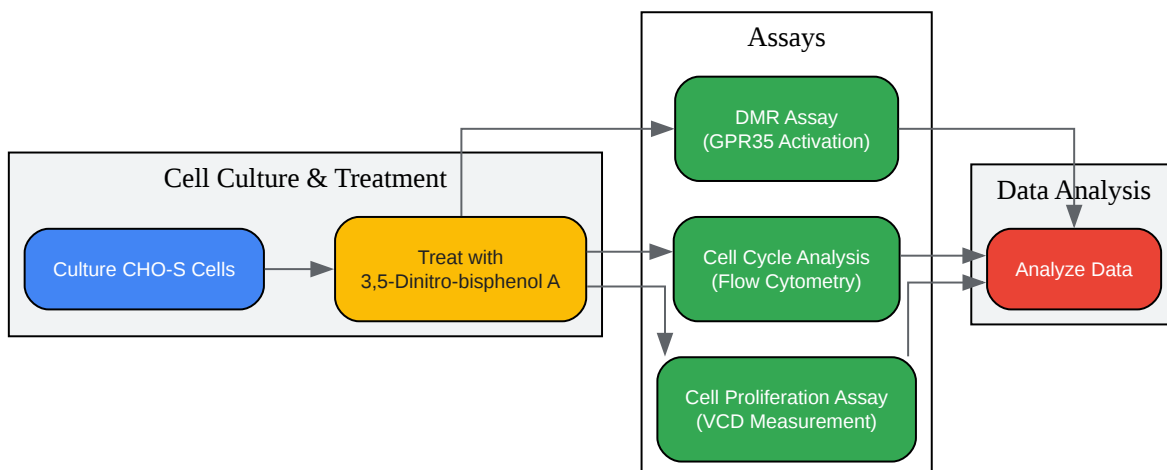 Assays
DMR Assay
(GPR35 Activation)
Cell Culture & Treatment
Data Analysis
Culture CHO-S Cells
Treat with
3,5-Dinitro-bisphenol A
Cell Cycle Analysis
(Flow Cytometry)
Analyze Data
Cell Proliferation Assay
(VCD Measurement)